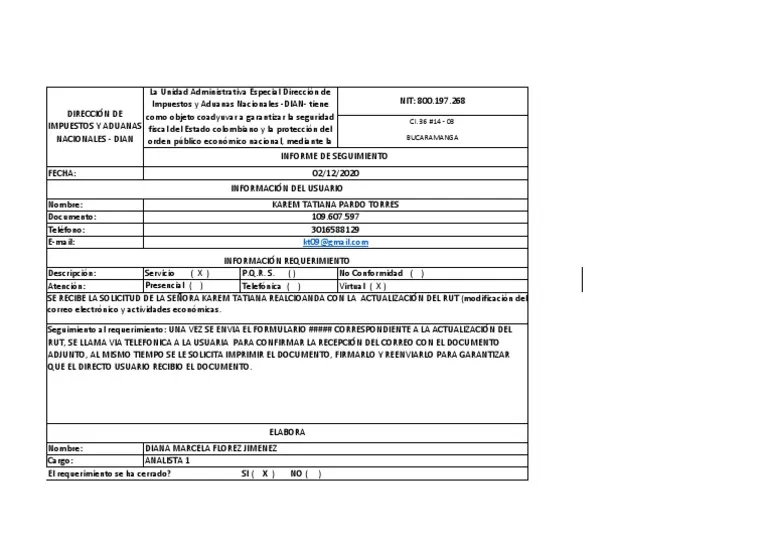 DIRECCIÓN DE
IMPUESTOS Y ADUANAS
NACIONALES - DIAN
La Unidad Administrativa Especial Dirección de
Impuestos y Aduanas Nacionales -DIAN- tiene
como objeto coadyuvar a garantizar la seguridad
fiscal del Estado colombiano y la protección del
orden público económico nacional, mediante la
NIT: 800.197.268
Cl. 36 #14 - 03
BUCARAMANGA
INFORME DE SEGUIMIENTO
FECHA: 02/12/2020
INFORMACIÓN DEL USUARIO
Nombre: KAREM TATIANA PARDO TORRES
Documento: 109.607.597
Teléfono: 3016588129
E-mail: kt09@gmail.com
INFORMACIÓN REQUERIMIENTO
Descripción: Servicio ( X ) P.Q.R. S. ( ) No Conformidad ( )
Atención: Presencial ( ) Telefónica ( ) Virtual ( X )
SE RECIBE LA SOLICITUD DE LA SEÑORA KAREM TATIANA REALCIOANDA CON LA ACTUALIZACIÓN DEL RUT (modificación del
correo electrónico y actividades económicas.
Seguimiento al requerimiento: UNA VEZ SE ENVIA EL FORMULARIO ##### CORRESPONDIENTE A LA ACTUALIZACIÓN DEL
RUT, SE LLAMA VIA TELEFONICA A LA USUARIA PARA CONFIRMAR LA RECEPCIÓN DEL CORREO CON EL DOCUMENTO
ADJUNTO, AL MISMO TIEMPO SE LE SOLICITA IMPRIMIR EL DOCUMENTO, FIRMARLO Y REENVIARLO PARA GARANTIZAR
QUE EL DIRECTO USUARIO RECIBIO EL DOCUMENTO.
ELABORA
Nombre: DIANA MARCELA FLOREZ JIMENEZ
Cargo: ANALISTA 1
El requerimiento se ha cerrado? SI ( X ) NO ( )